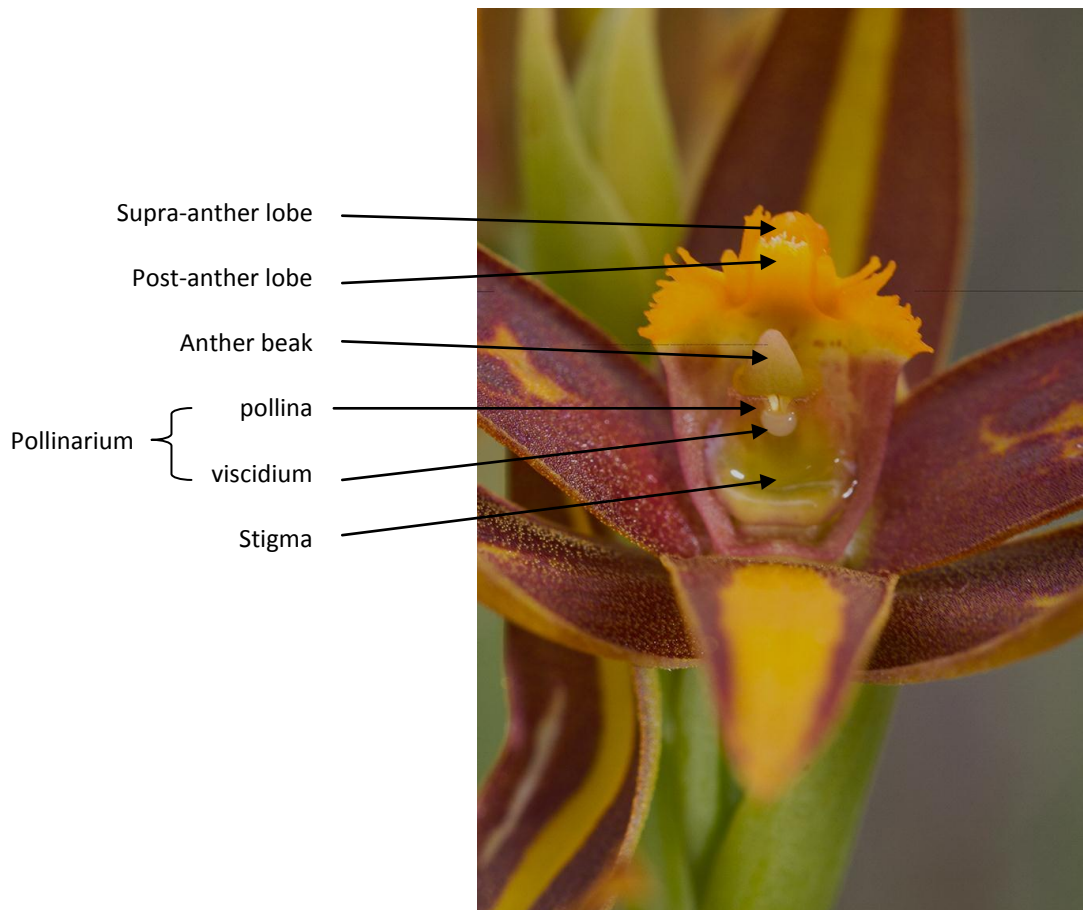 Supra-anther lobe
Post-anther lobe
Anther beak
pollina
Pollinarium
viscidium
Stigma